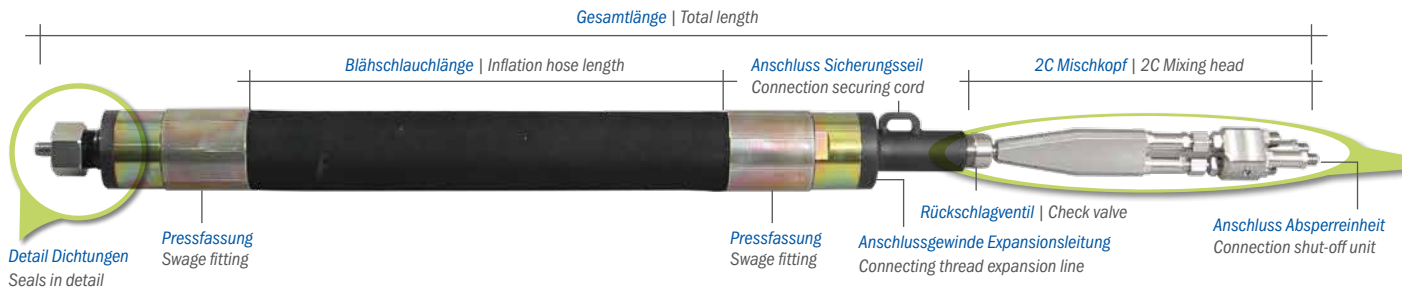 Gesamtlänge | Total length
Blähschlauchlänge | Inflation hose length
Anschluss Sicherungsseil
Connection securing cord
2C Mischkopf | 2C Mixing head
Detail Dichtungen
Seals in detail
Pressfassung
Swage fitting
Pressfassung
Swage fitting
Rückschlagventil | Check valve
Anschlussgewinde Expansionsleitung
Connecting thread expansion line
Anschluss Absperreinheit
Connection shut-off unit